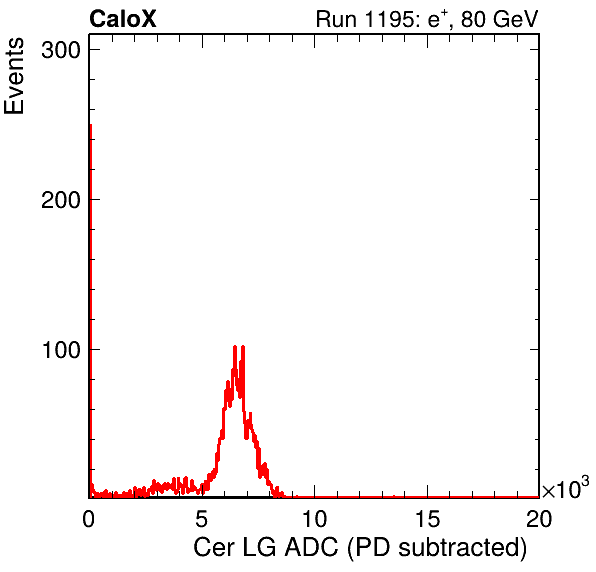 CaloX Run 1195: e⁺, 80 GeV
Events
300
200
100
0 5 10 15 20
×10³
Cer LG ADC (PD subtracted)